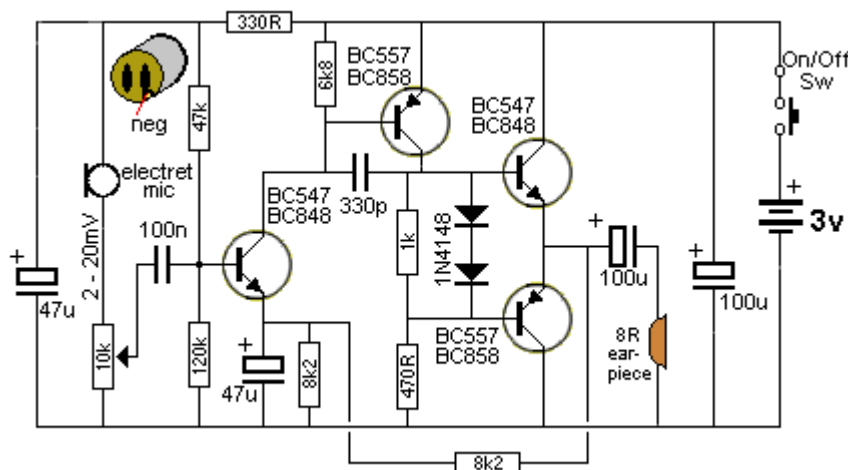 330R
BC557
BC858
6k8
On/Off
Sw
BC547
BC848
neg
47k
electret
mic
+
3v
BC547
BC848
330p
100n
2 - 20mV
1k
1N4148
+
100u
+
47u
+
100u
10k
120k
+
47u
8k2
BC557
BC858
470R
8R
ear-
piece
8k2